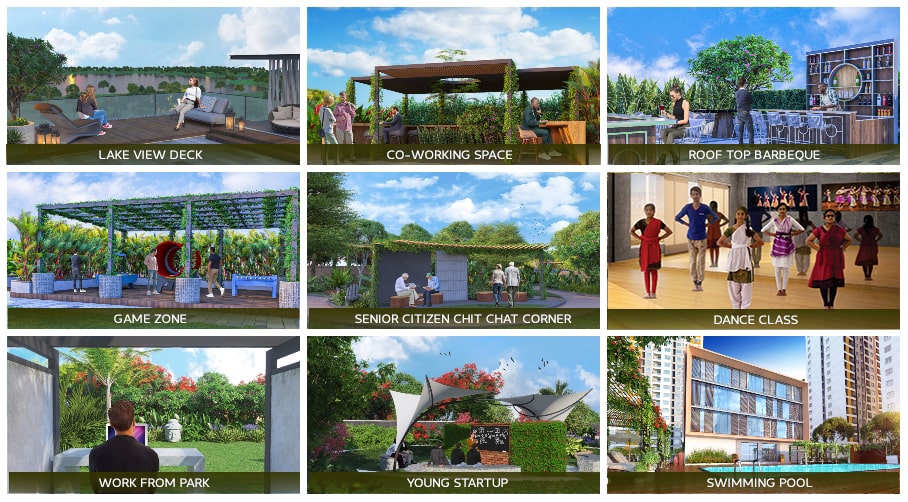 LAKE VIEW DECK
CO-WORKING SPACE
ROOF TOP BARBEQUE
GAME ZONE
SENIOR CITIZEN CHIT CHAT CORNER
DANCE CLASS
WORK FROM PARK
YOUNG STARTUP
SWIMMING POOL